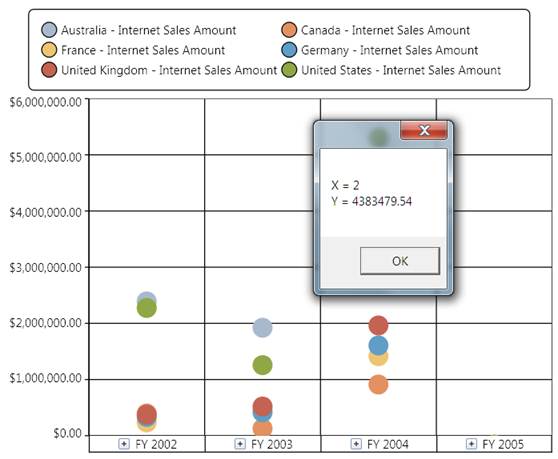 Australia - Internet Sales Amount Canada - Internet Sales Amount
France - Internet Sales Amount Germany - Internet Sales Amount
United Kingdom - Internet Sales Amount United States - Internet Sales Amount
$6,000,000.00
$5,000,000.00
$4,000,000.00
$3,000,000.00
$2,000,000.00
$1,000,000.00
$0.00
X = 2
Y = 4383479.54
OK
FY 2002 FY 2003 FY 2004 FY 2005